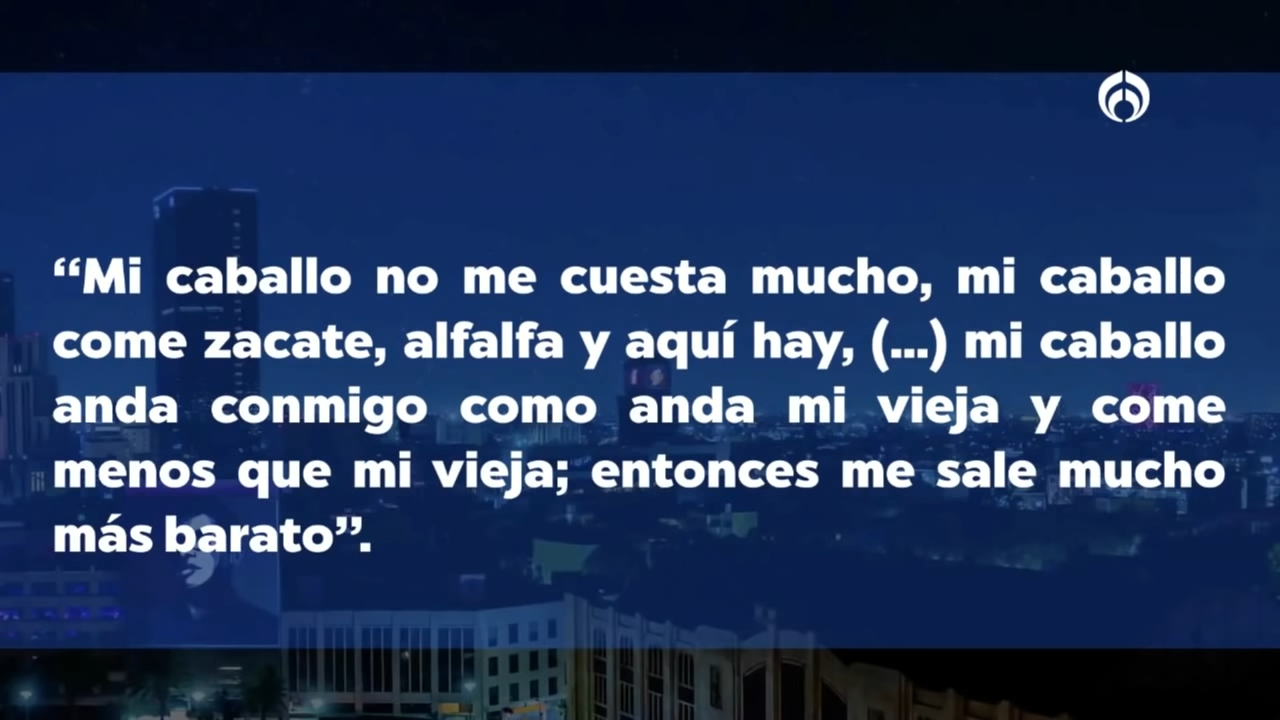 “Mi caballo no me cuesta mucho, mi caballo
come zacate, alfalfa y aquí hay, (...) mi caballo
anda conmigo como anda mi vieja y come
menos que mi vieja; entonces me sale mucho
más barato”.